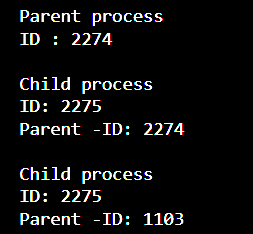 Parent process
ID : 2274
Child process
ID: 2275
Parent -ID: 2274
Child process
ID: 2275
Parent -ID: 1103